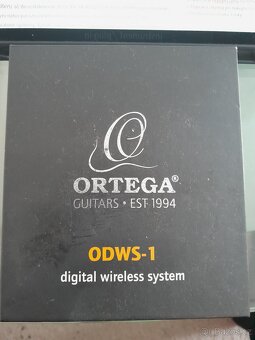 ORTEGA®
GUITARS • EST 1994
ODWS-1
digital wireless system